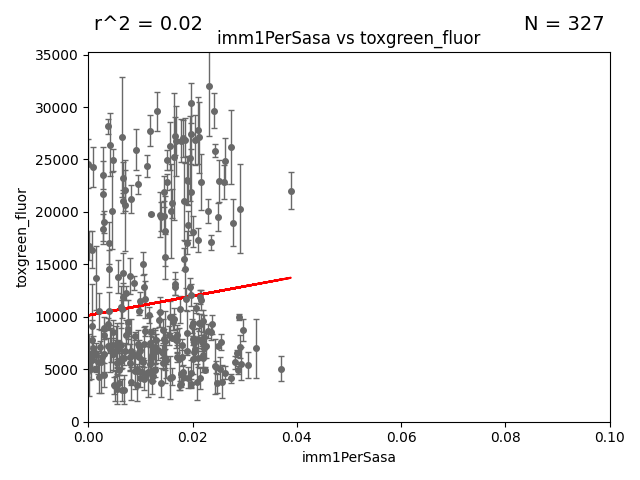 r^2 = 0.02
N = 327
imm1PerSasa vs toxgreen_fluor
35000
30000
25000
20000
15000
10000
5000
0
toxgreen_fluor
0.00
0.02
0.04
0.06
0.08
0.10
imm1PerSasa